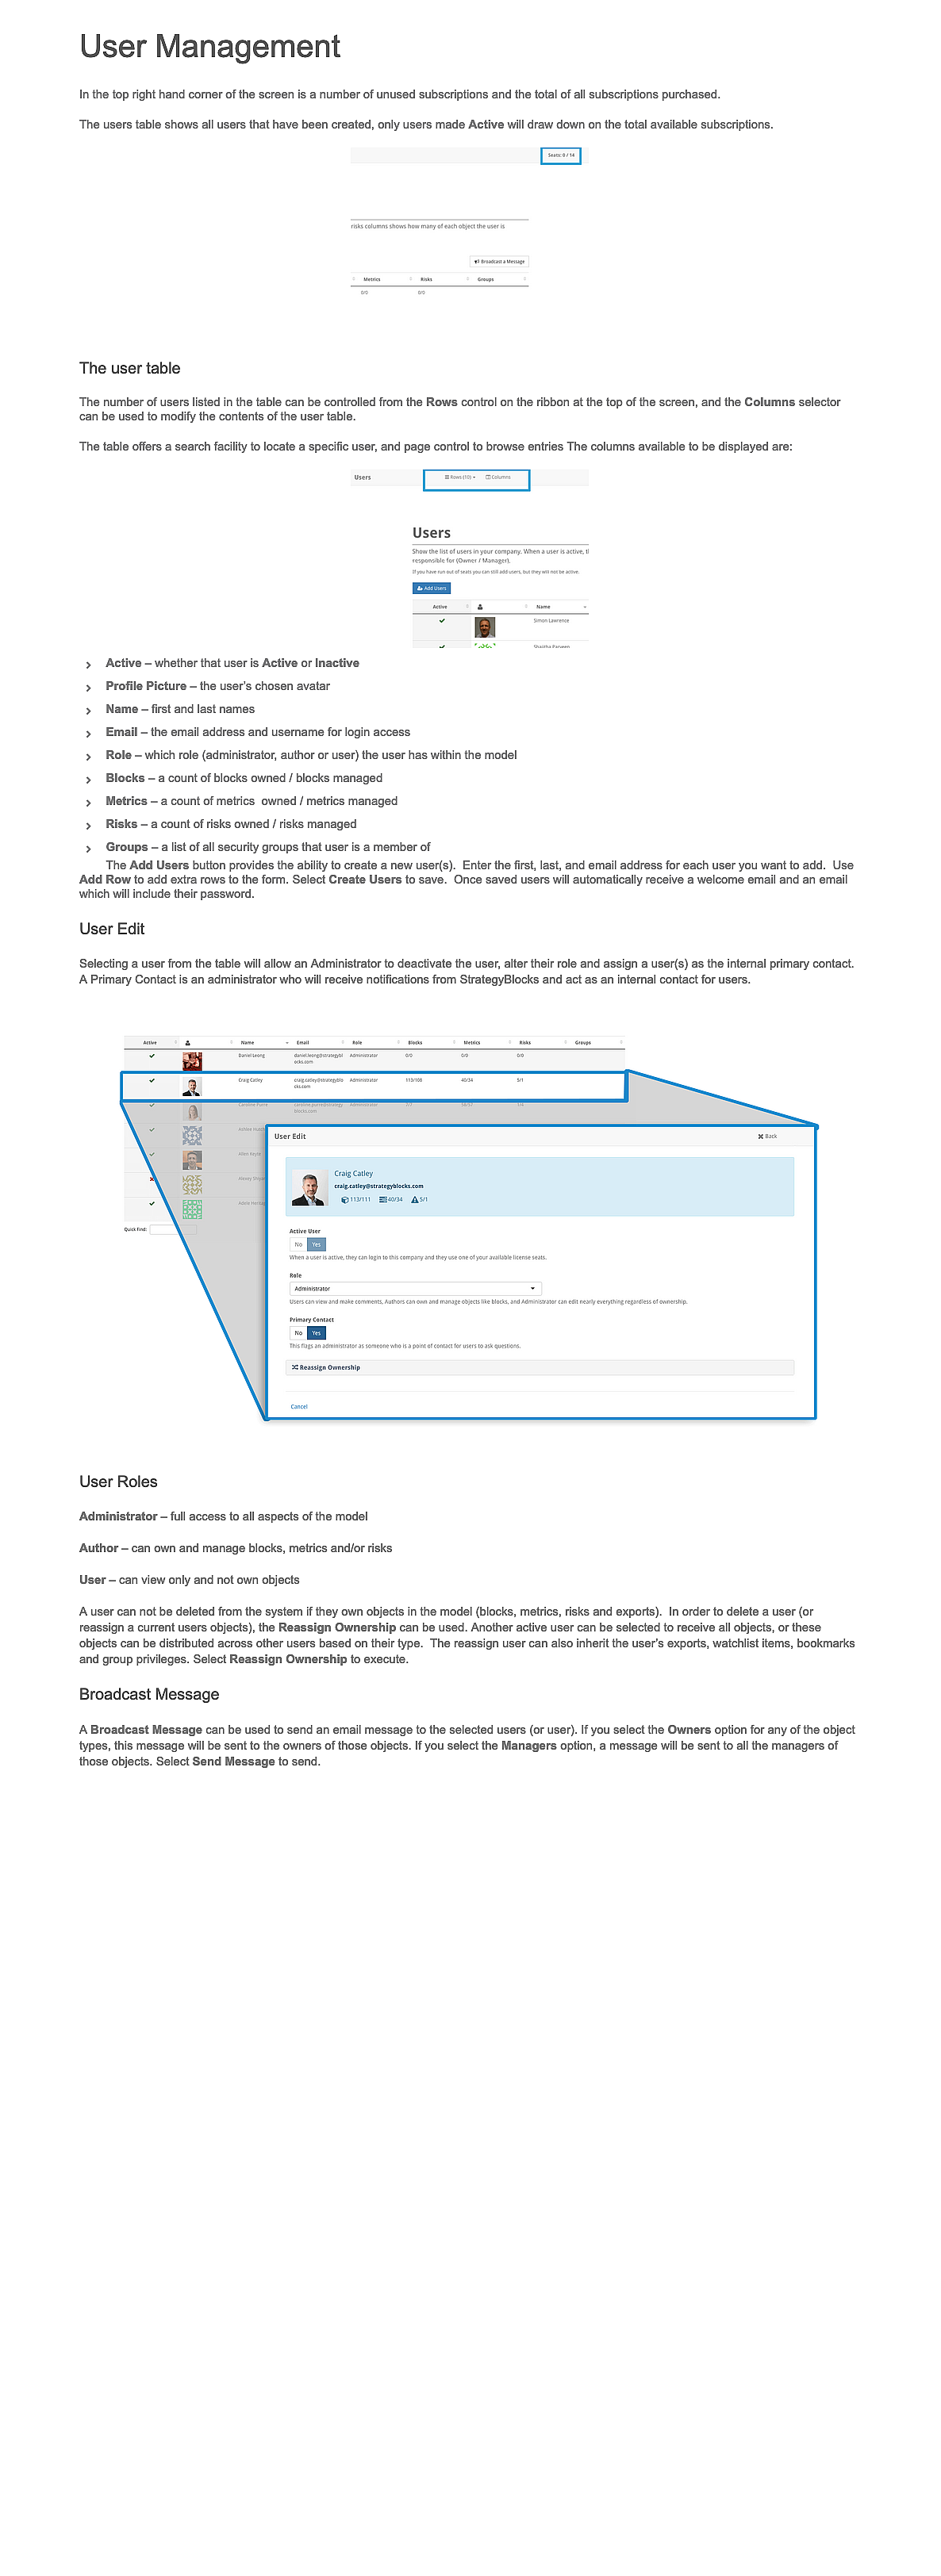 User Management
In the top right hand corner of the screen is a number of unused subscriptions and the total of all subscriptions purchased.
The users table shows all users that have been created, only users made Active will draw down on the total available subscriptions.
Seats: 0 / 14
risks columns shows how many of each object the user is
Broadcast a Message
Metrics Risks Groups
0/0 0/0
The user table
The number of users listed in the table can be controlled from the Rows control on the ribbon at the top of the screen, and the Columns selector
can be used to modify the contents of the user table.
The table offers a search facility to locate a specific user, and page control to browse entries The columns available to be displayed are:
Users Rows (10) Columns
Users
Show the list of users in your company. When a user is active, t
responsible for (Owner / Manager).
If you have run out of seats you can still add users, but they will not be active.
Add Users
Active Name
Simon Lawrence
Active – whether that user is Active or Inactive
Profile Picture – the user's chosen avatar
Name – first and last names
Email – the email address and username for login access
Role – which role (administrator, author or user) the user has within the model
Blocks – a count of blocks owned / blocks managed
Metrics – a count of metrics  owned / metrics managed
Risks – a count of risks owned / risks managed
Groups – a list of all security groups that user is a member of
The Add Users button provides the ability to create a new user(s).  Enter the first, last, and email address for each user you want to add.  Use
Add Row to add extra rows to the form. Select Create Users to save.  Once saved users will automatically receive a welcome email and an email
which will include their password.
User Edit
Selecting a user from the table will allow an Administrator to deactivate the user, alter their role and assign a user(s) as the internal primary contact.
A Primary Contact is an administrator who will receive notifications from StrategyBlocks and act as an internal contact for users.
Active Name Email Role Blocks Metrics Risks Groups
Daniel Leong daniel.leong@strategybl Administrator 0/0 0/0 0/0
ocks.com
Craig Catley craig.catley@strategyblo Administrator 113/108 40/34 5/1
cks.com
Administrator
blocks.com
User Edit Back
Craig Catley
craig.catley@strategyblocks.com
113/111 40/34 5/1
Quick Find:
Active User
No Yes
When a user is active, they can login to this company and they use one of your available license seats.
Role
Administrator
Users can view and make comments, Authors can own and manage objects like blocks, and Administrator can edit nearly everything regardless of ownership.
Primary Contact
No Yes
This flags an administrator as someone who is a point of contact for users to ask questions.
Reassign Ownership
Cancel
User Roles
Administrator – full access to all aspects of the model
Author – can own and manage blocks, metrics and/or risks
User – can view only and not own objects
A user can not be deleted from the system if they own objects in the model (blocks, metrics, risks and exports).  In order to delete a user (or
reassign a current users objects), the Reassign Ownership can be used. Another active user can be selected to receive all objects, or these
objects can be distributed across other users based on their type.  The reassign user can also inherit the user's exports, watchlist items, bookmarks
and group privileges. Select Reassign Ownership to execute.
Broadcast Message
A Broadcast Message can be used to send an email message to the selected users (or user). If you select the Owners option for any of the object
types, this message will be sent to the owners of those objects. If you select the Managers option, a message will be sent to all the managers of
those objects. Select Send Message to send.